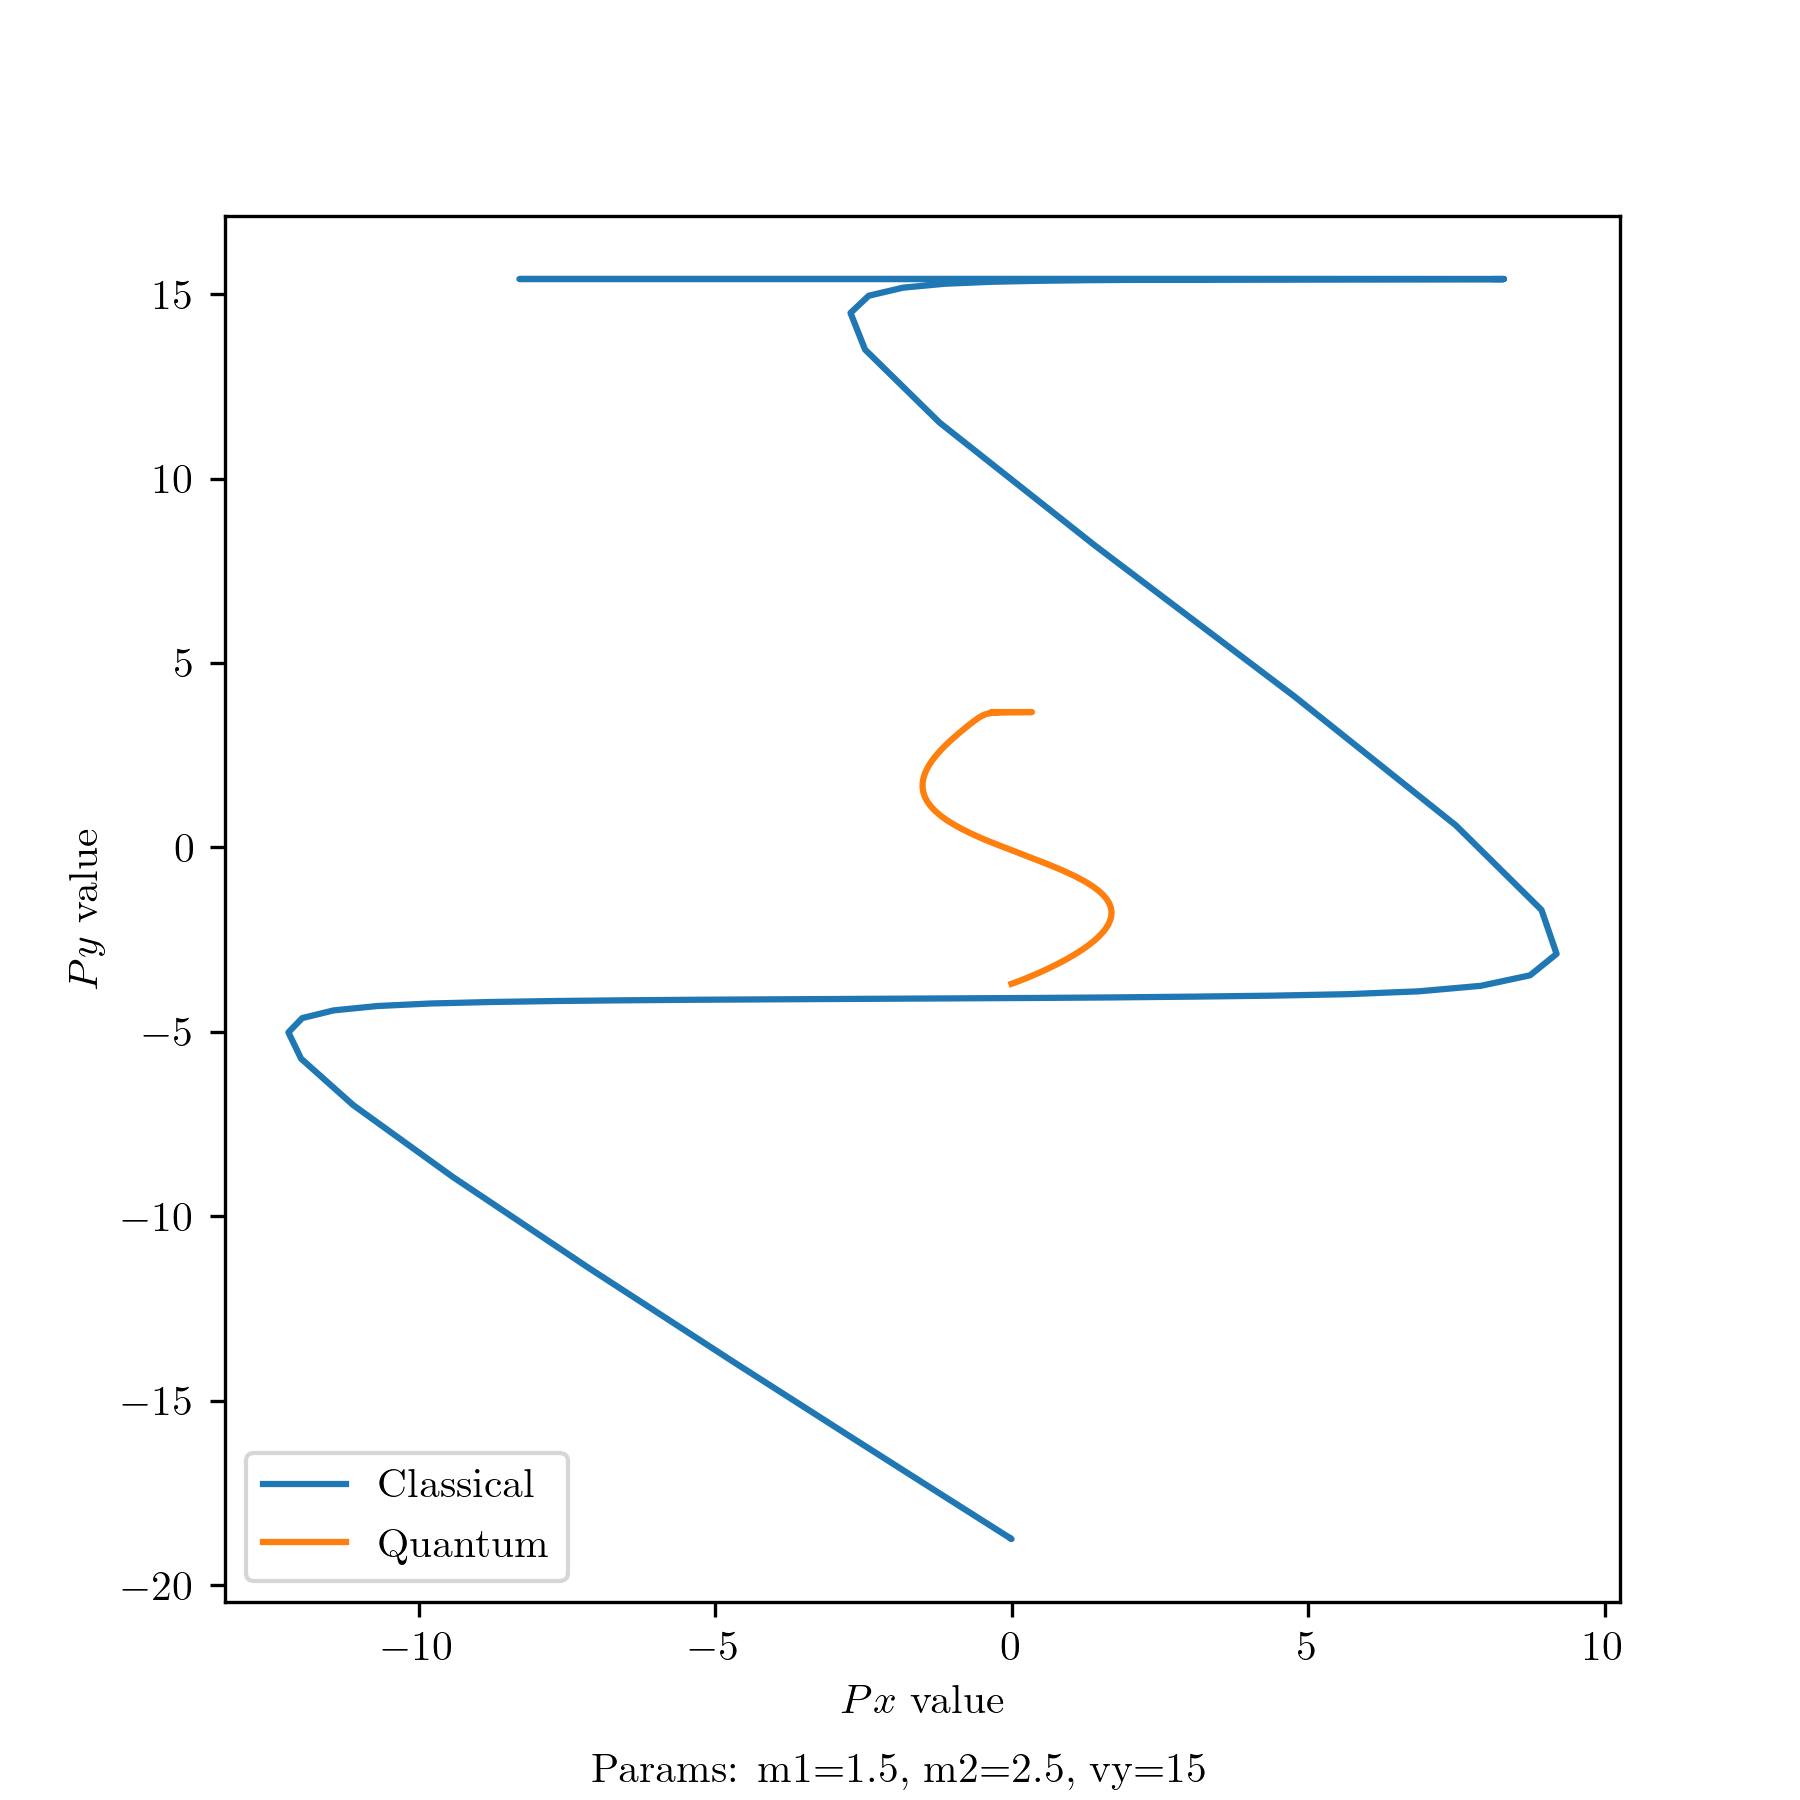 15
10
5
0
−5
−10
−15
−20
Py value
Classical
Quantum
−10 −5 0 5 10
Px value
Params: m1=1.5, m2=2.5, vy=15